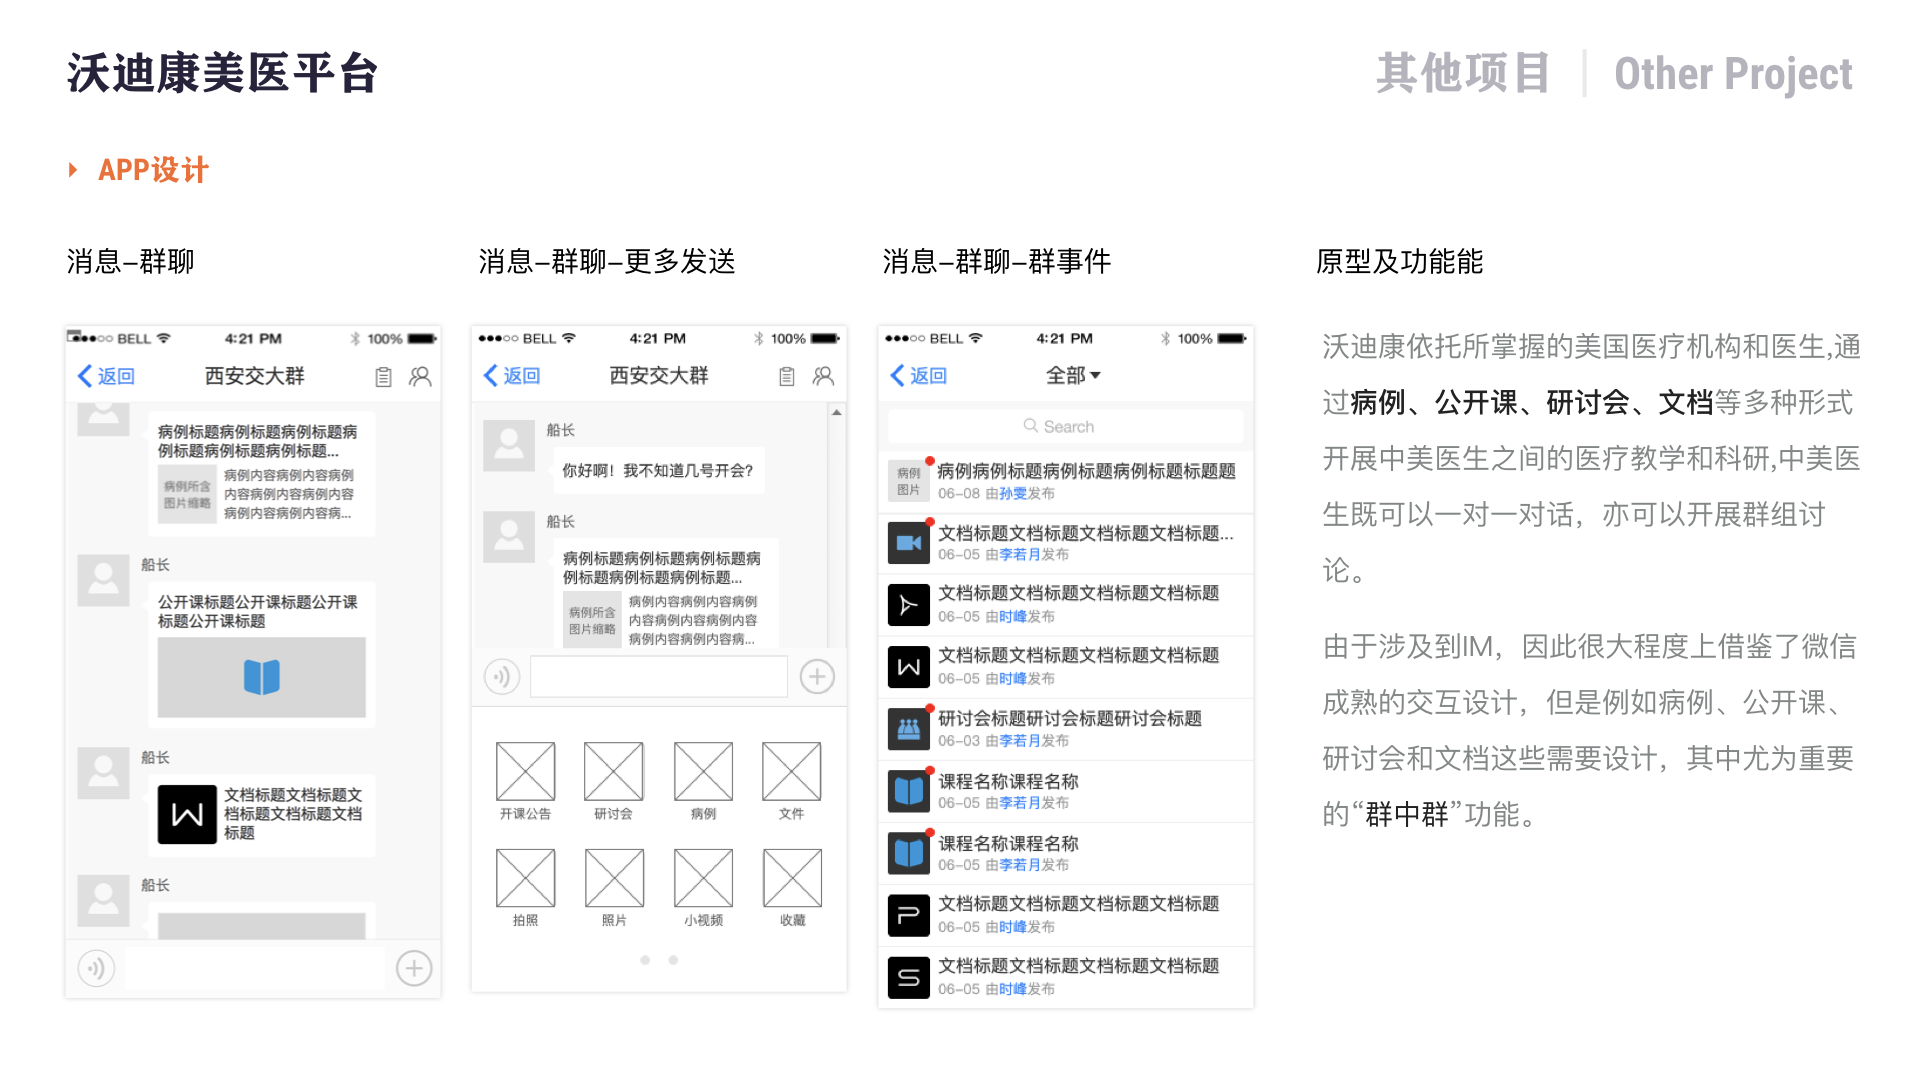 沃迪康美医平台
其他项目 | Other Project
APP设计
消息-群聊
BELL 4:21 PM 100%
返回 西安交大群
病例标题病例标题病例标题病
例标题病例标题病例标题...
病例所含
图片缩略
病例内容病例内容病例
内容病例内容病例内容
病例内容病例内容病...
船长
公开课标题公开课标题公开课
标题公开课标题
船长
文档标题文档标题文
档标题文档标题文档
标题
船长
消息-群聊-更多发送
BELL 4:21 PM 100%
返回 西安交大群
船长
你好啊！我不知道几号开会?
船长
病例标题病例标题病例标题病
例标题病例标题病例标题...
病例所含
图片缩略
病例内容病例内容病例
内容病例内容病例内容
病例内容病例内容病...
开课公告 研讨会 病例 文件
拍照 照片 小视频 收藏
消息-群聊-群事件
BELL 4:21 PM 100%
返回 全部
Search
病例
图片
病例病例标题病例标题病例标题标题题
06-08 由孙雯发布
文档标题文档标题文档标题文档标题...
06-05 由李若月发布
文档标题文档标题文档标题文档标题
06-05 由时峰发布
文档标题文档标题文档标题文档标题
06-05 由时峰发布
研讨会标题研讨会标题研讨会标题
06-03 由李若月发布
课程名称课程名称
06-05 由李若月发布
课程名称课程名称
06-05 由李若月发布
文档标题文档标题文档标题文档标题
06-05 由时峰发布
文档标题文档标题文档标题文档标题
06-05 由时峰发布
原型及功能能
沃迪康依托所掌握的美国医疗机构和医生,通
过病例、公开课、研讨会、文档等多种形式
开展中美医生之间的医疗教学和科研,中美医
生既可以一对一对话，亦可以开展群组讨
论。
由于涉及到IM，因此很大程度上借鉴了微信
成熟的交互设计，但是例如病例、公开课、
研讨会和文档这些需要设计，其中尤为重要
的“群中群”功能。